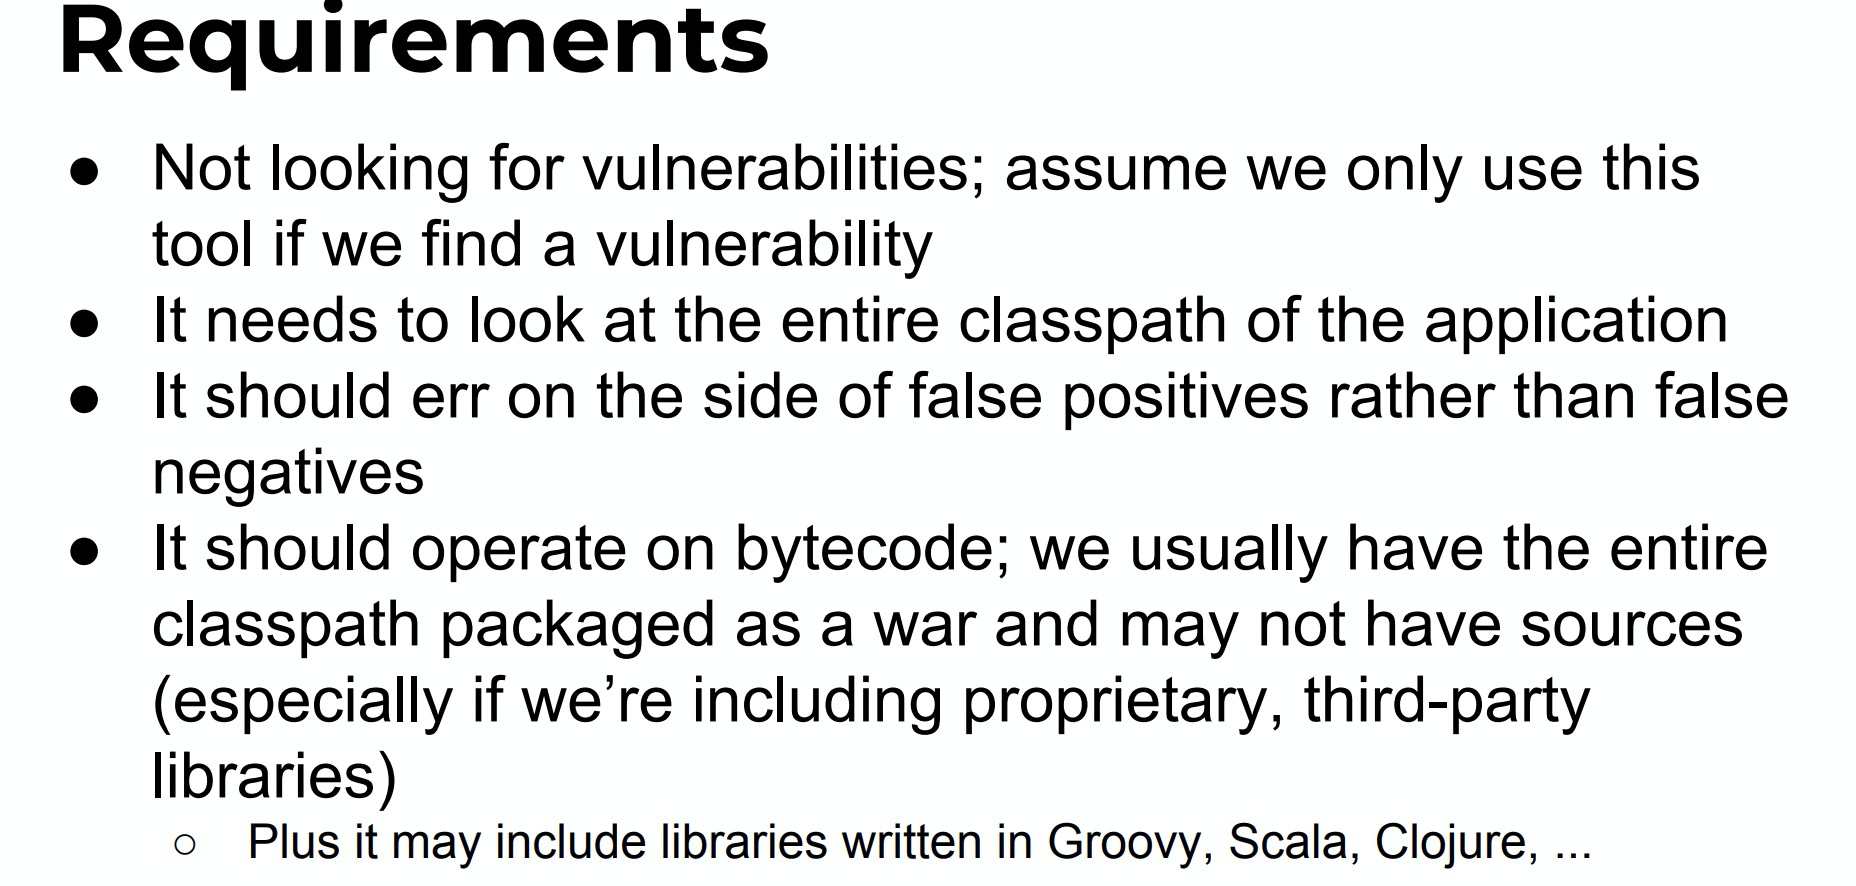 Requirements
● Not looking for vulnerabilities; assume we only use this
tool if we find a vulnerability
● It needs to look at the entire classpath of the application
● It should err on the side of false positives rather than false
negatives
● It should operate on bytecode; we usually have the entire
classpath packaged as a war and may not have sources
(especially if we’re including proprietary, third-party
libraries)
○ Plus it may include libraries written in Groovy, Scala, Clojure, ...